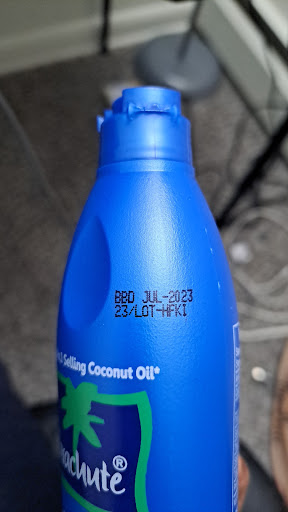 BBD JUL-2023
23/LOT-HFKI
Selling Coconut Oil*
achute®